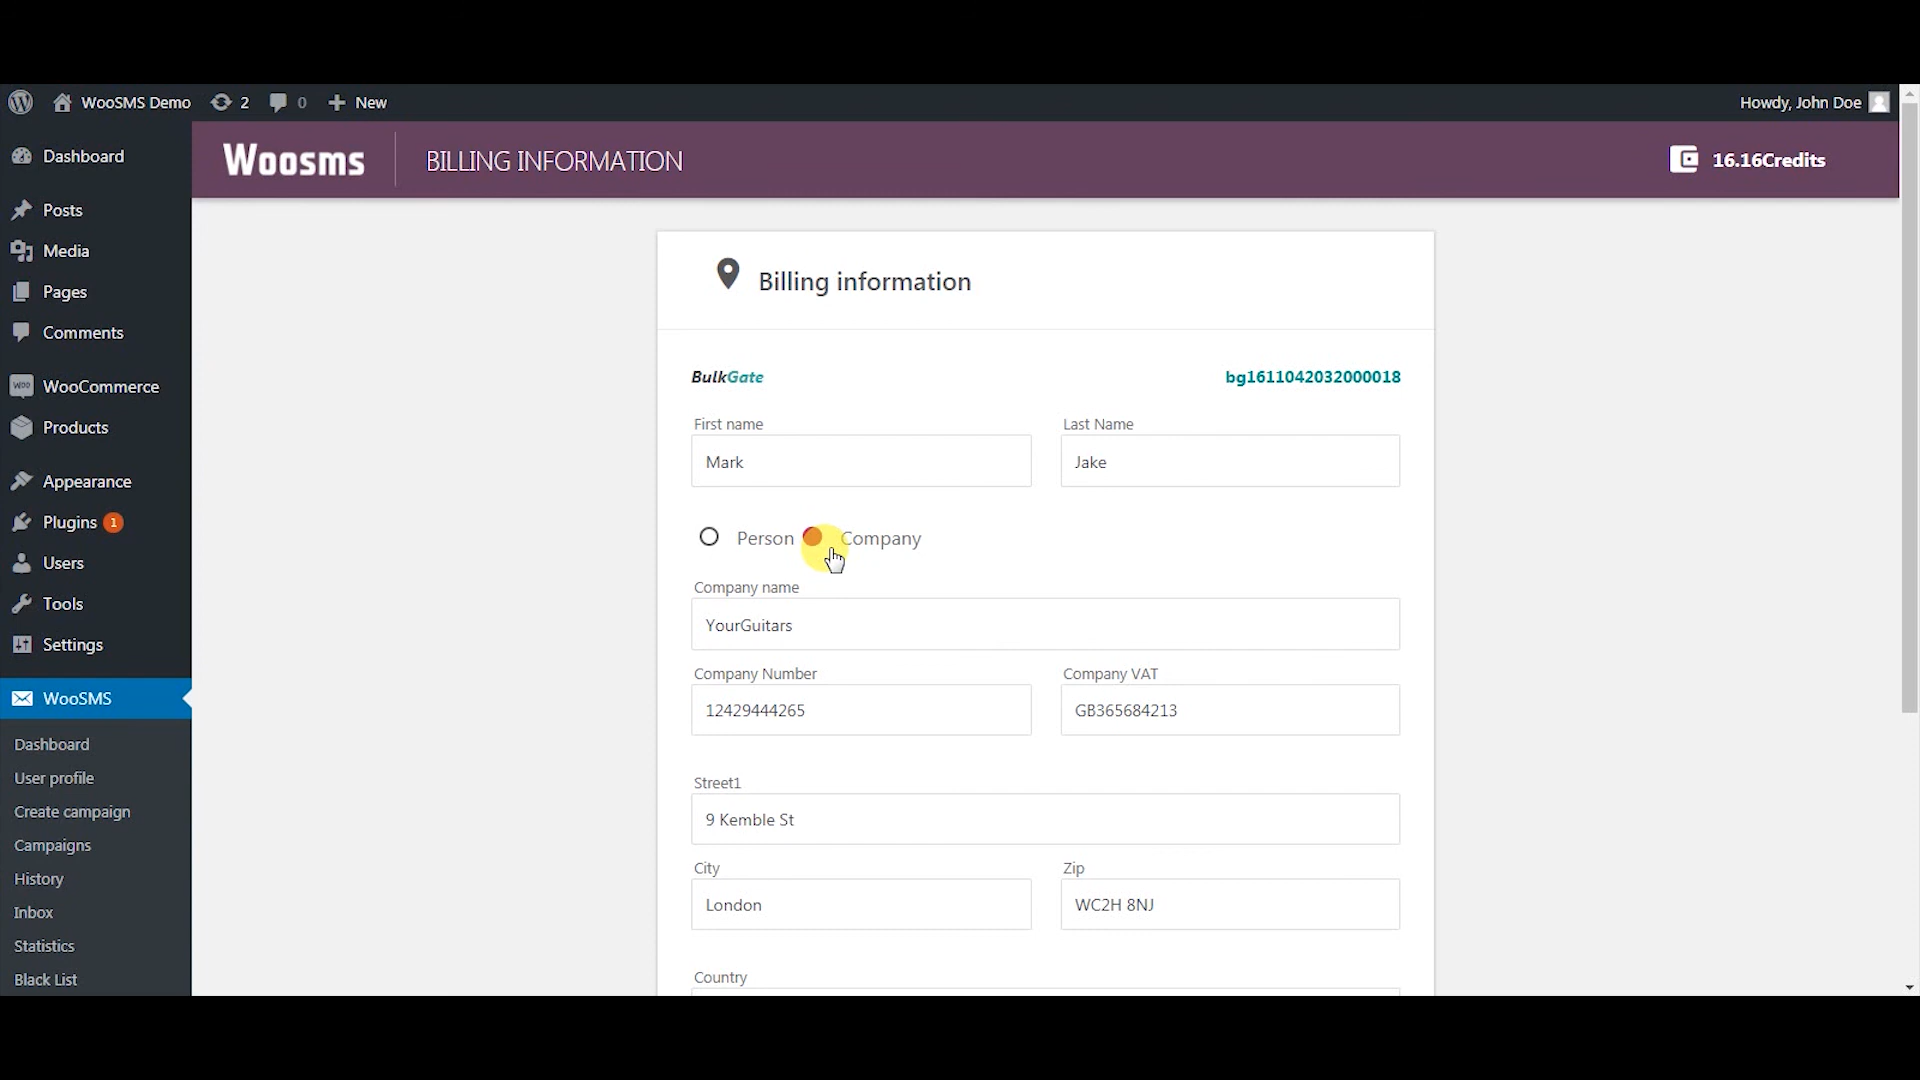 WooSMS Demo 2 0 New Howdy, John Doe
Dashboard
Posts
Media
Pages
Comments
WOO WooCommerce
Products
Appearance
Plugins 1
Users
Tools
Settings
WooSMS
Dashboard
User profile
Create campaign
Campaigns
History
Inbox
Statistics
Black List
Woosms BILLING INFORMATION 16.16Credits
Billing information
BulkGate bg1611042032000018
First name Last Name
Mark Jake
Person Company
Company name
YourGuitars
Company Number Company VAT
12429444265 GB365684213
Street1
9 Kemble St
City Zip
London WC2H 8NJ
Country